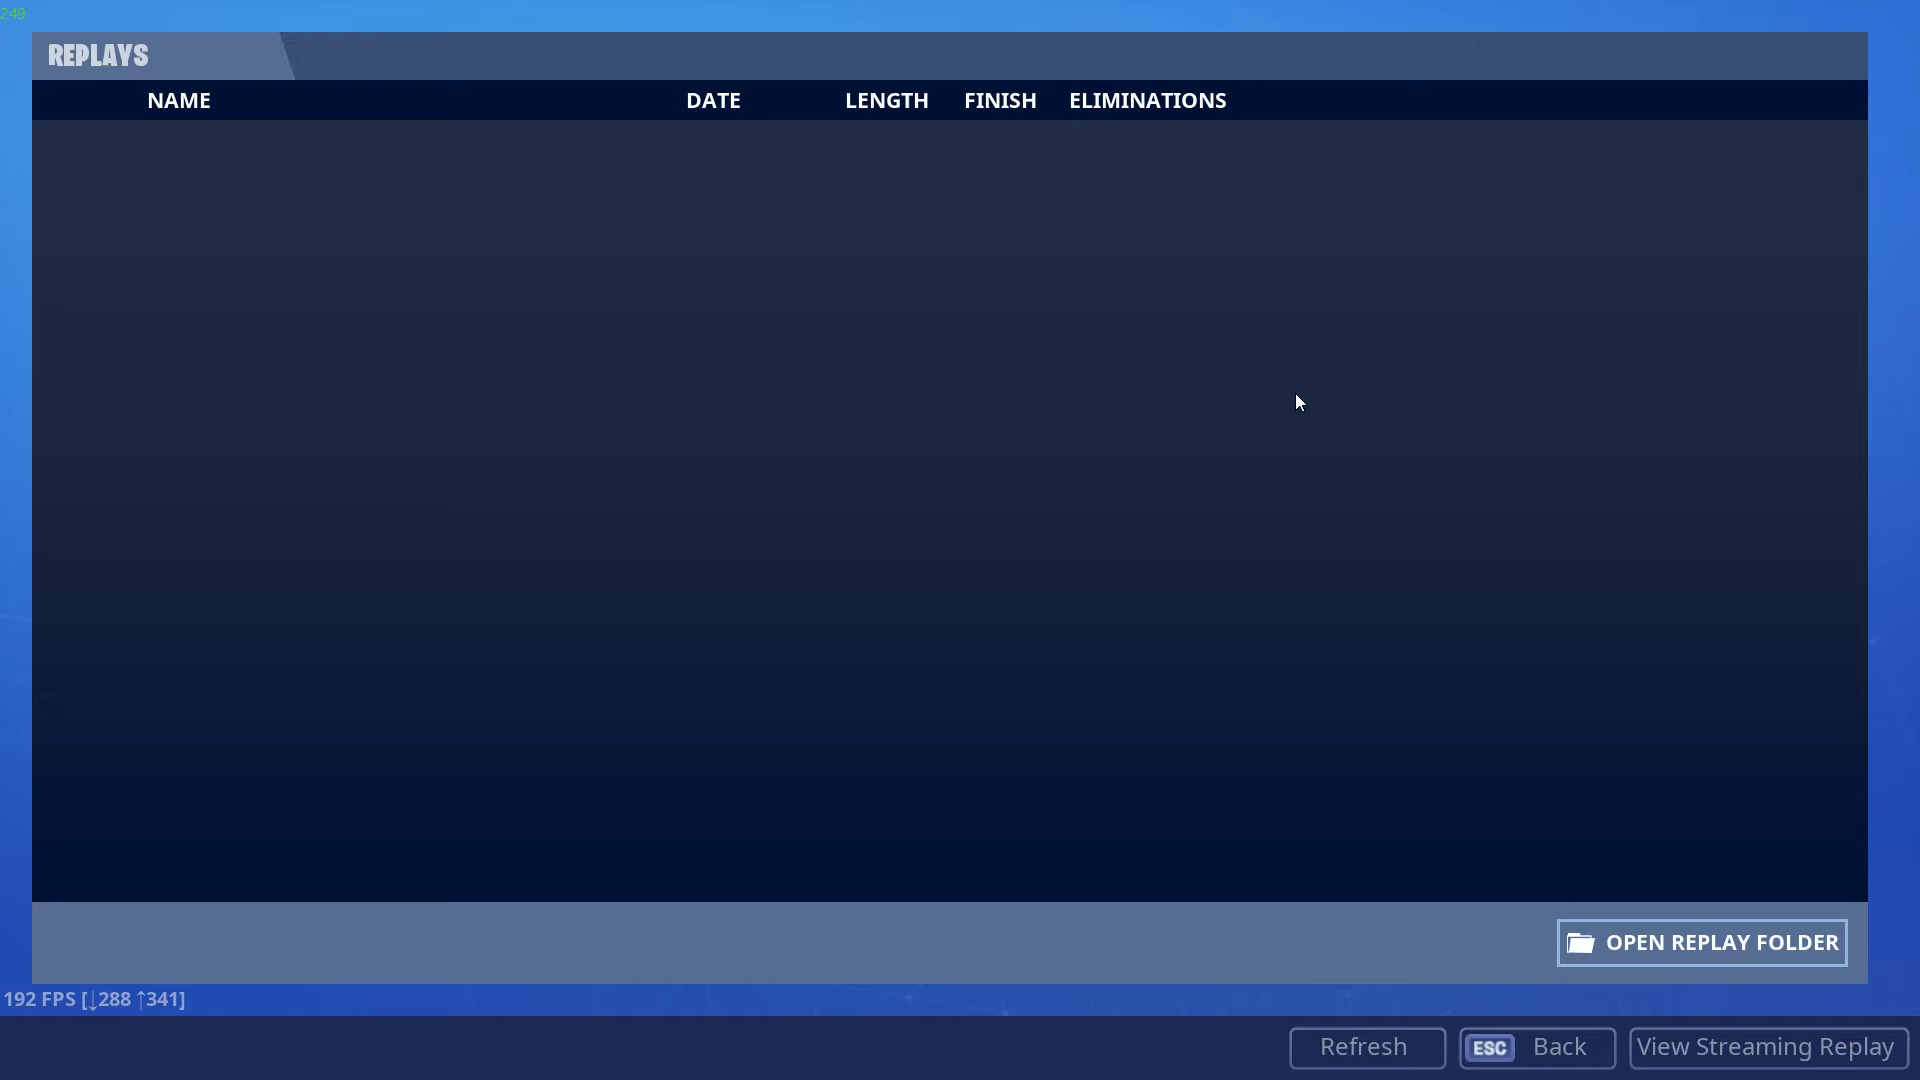 249
REPLAYS
NAME DATE LENGTH FINISH ELIMINATIONS
OPEN REPLAY FOLDER
192 FPS [↓288 ↑341]
Refresh ESC Back View Streaming Replay